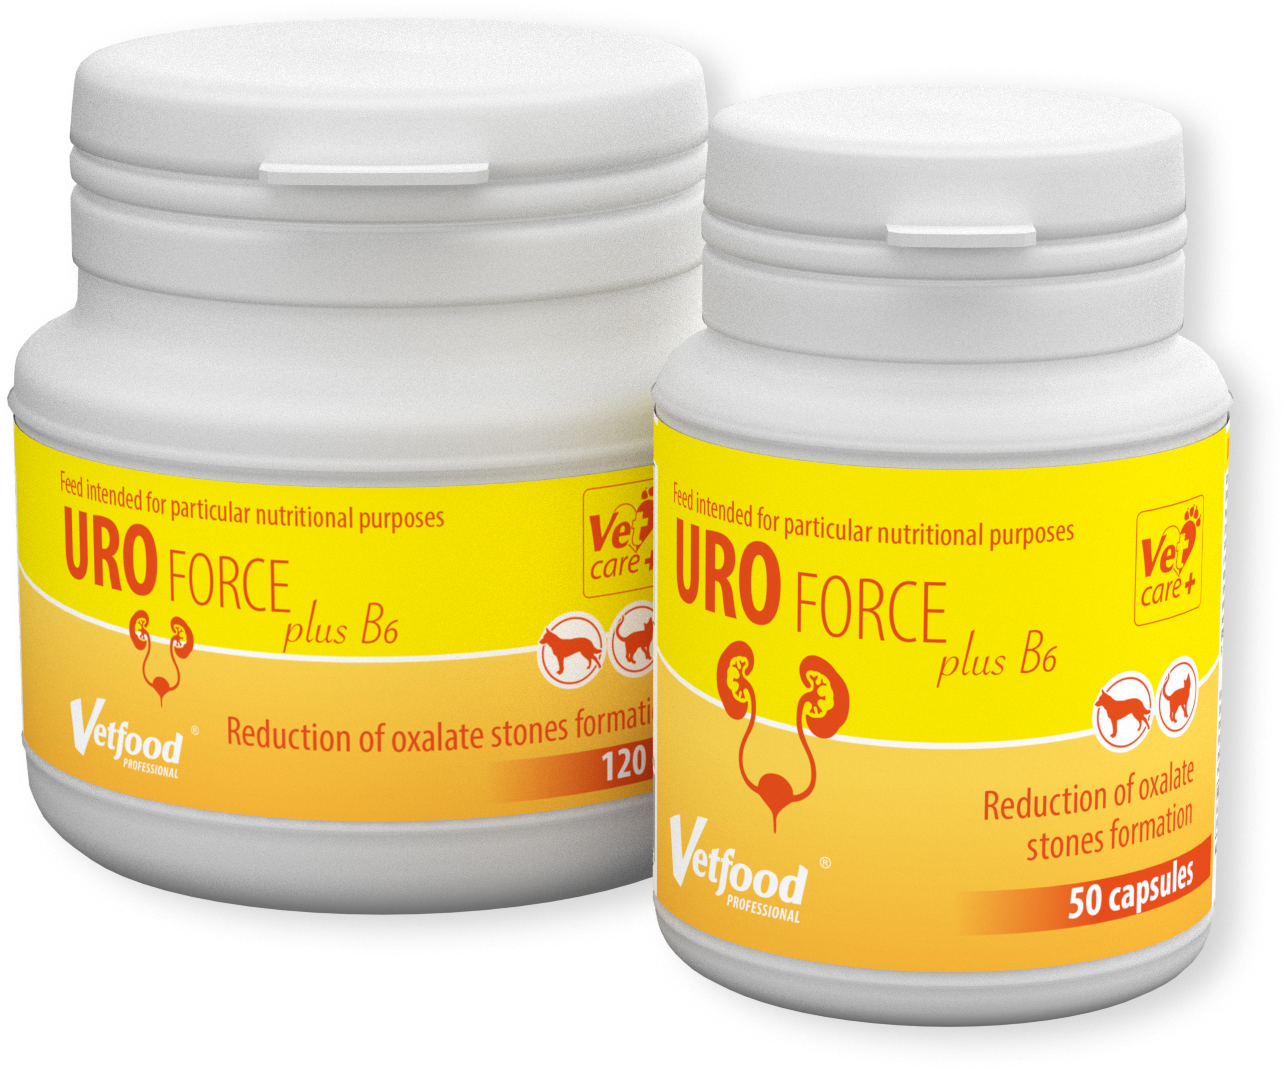 Feed intended for particular nutritional purposes
URO FORCE
plus B6
Vet
care+
Vetfood®
PROFESSIONAL
Reduction of oxalate stones
120
Feed intended for particular nutritional purposes
URO FORCE
plus B6
Vet
care+
Reduction of oxalate
stones formation
Vetfood®
PROFESSIONAL
50 capsules